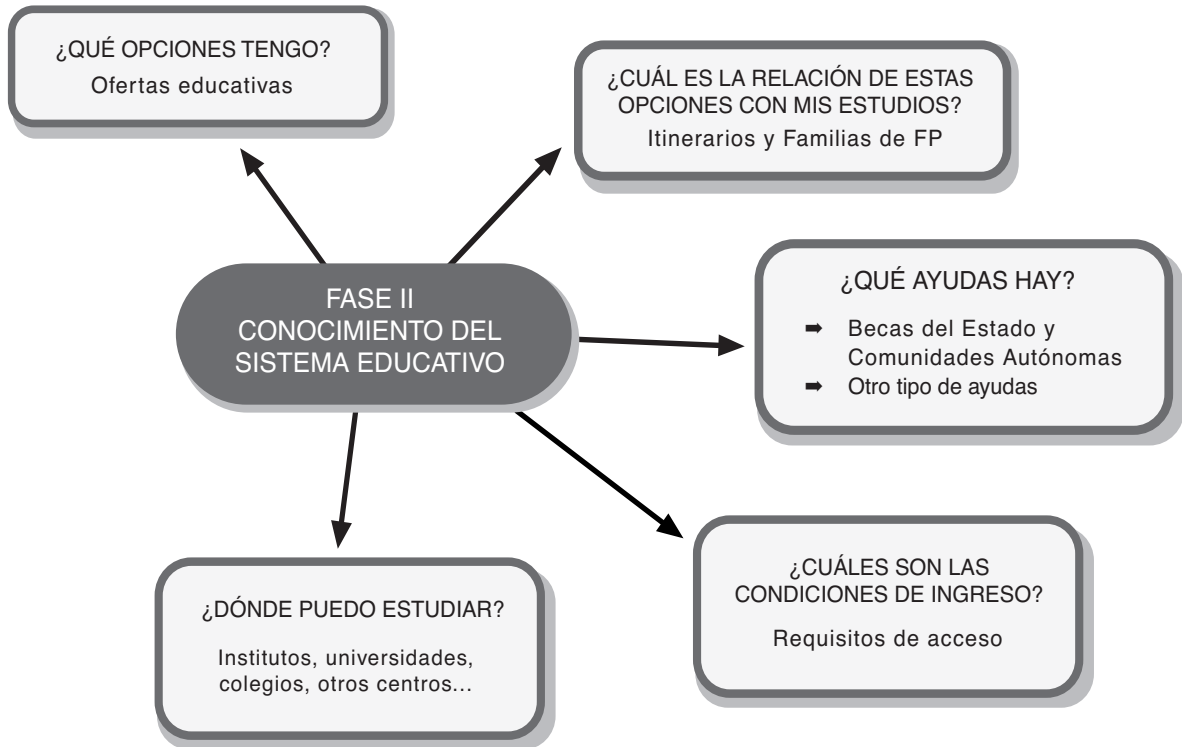 ¿QUÉ OPCIONES TENGO?
Ofertas educativas
¿CUÁL ES LA RELACIÓN DE ESTAS
OPCIONES CON MIS ESTUDIOS?
Itinerarios y Familias de FP
FASE II
CONOCIMIENTO DEL
SISTEMA EDUCATIVO
¿QUÉ AYUDAS HAY?
➡ Becas del Estado y
Comunidades Autónomas
➡ Otro tipo de ayudas
¿DÓNDE PUEDO ESTUDIAR?
Institutos, universidades,
colegios, otros centros...
¿CUÁLES SON LAS
CONDICIONES DE INGRESO?
Requisitos de acceso